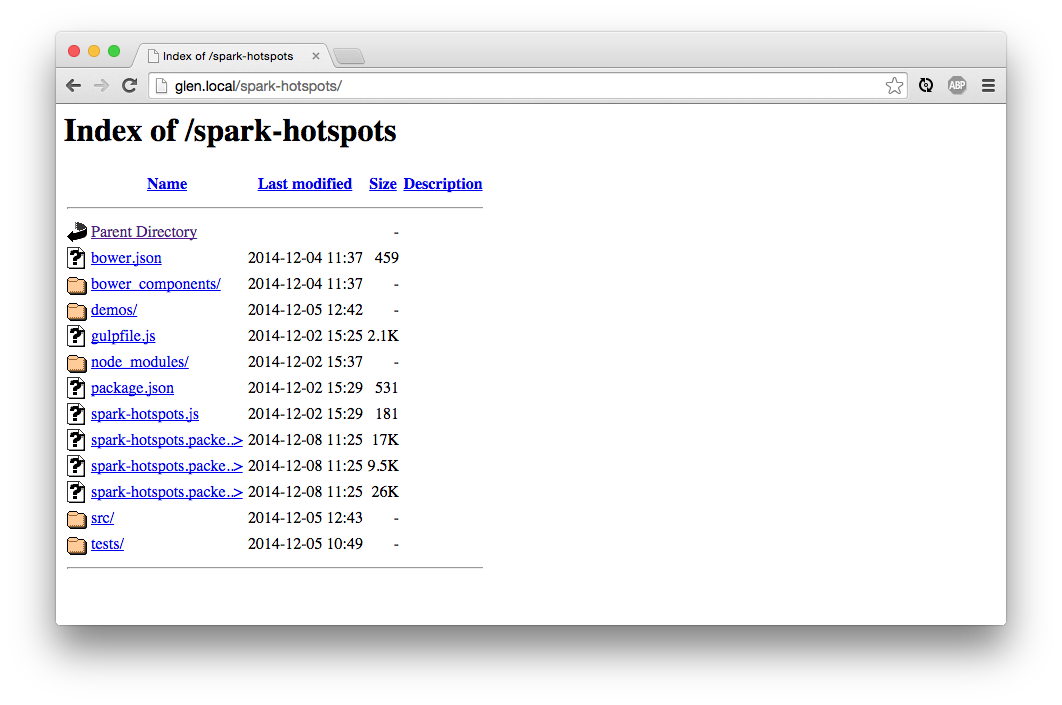 Index of /spark-hotspots
glen.local/spark-hotspots/
ABP
Index of /spark-hotspots
Name Last modified Size Description
Parent Directory -
? bower.json 2014-12-04 11:37 459
bower_components/ 2014-12-04 11:37 -
demos/ 2014-12-05 12:42 -
? gulpfile.js 2014-12-02 15:25 2.1K
node_modules/ 2014-12-02 15:37 -
? package.json 2014-12-02 15:29 531
? spark-hotspots.js 2014-12-02 15:29 181
? spark-hotspots.packe..> 2014-12-08 11:25 17K
? spark-hotspots.packe..> 2014-12-08 11:25 9.5K
? spark-hotspots.packe..> 2014-12-08 11:25 26K
src/ 2014-12-05 12:43 -
tests/ 2014-12-05 10:49 -